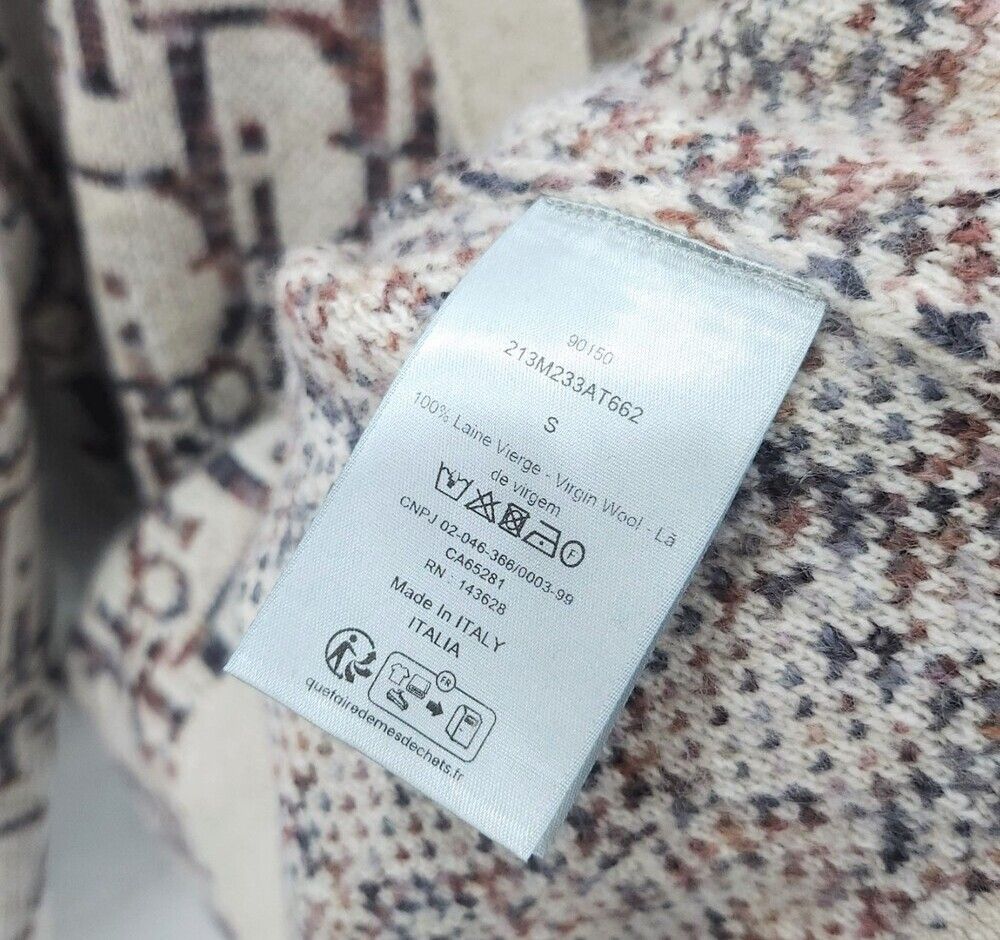 90150
213M233AT662
S
100% Laine Vierge - Virgin Wool - Lã
de virgem
F
CNPJ 02-046-366/0003-99
CA65281
RN : 143628
Made In ITALY
ITALIA
FR
quefairedemesdechets.fr